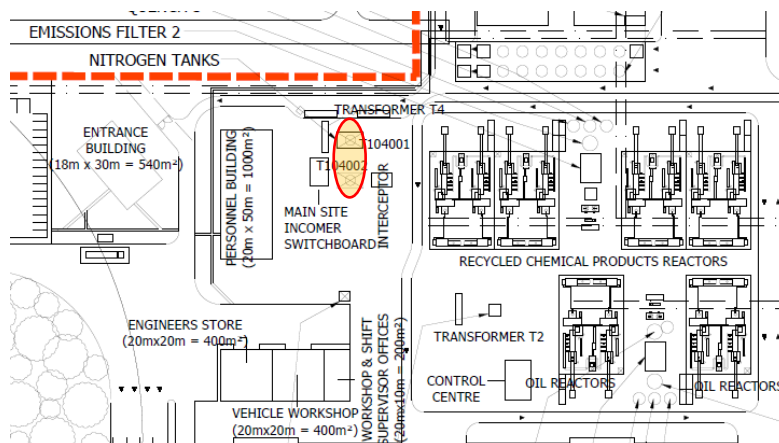 EMISSIONS FILTER 2
NITROGEN TANKS
TRANSFORMER T4
ENTRANCE
BUILDING
(18m x 30m = 540m²)
T104001
T104002
PERSONNEL BUILDING
(20m x 50m = 1000m²)
INTERCEPTOR
MAIN SITE
INCOMER
SWITCHBOARD
RECYCLED CHEMICAL PRODUCTS REACTORS
ENGINEERS STORE
(20mx20m = 400m²)
TRANSFORMER T2
WORKSHOP & SHIFT
SUPERVISOR OFFICES
(20mx10m = 200m²)
CONTROL
CENTRE
OIL REACTORS
OIL REACTORS
VEHICLE WORKSHOP
(20mx20m = 400m²)